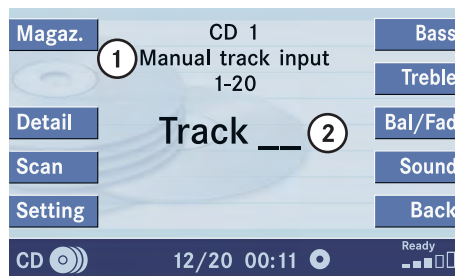 Magaz.
CD 1
Bass
1
Manual track input
1-20
Treble
Detail
Track __
2
Bal/Fad
Scan
Sound
Setting
Back
CD
12/20 00:11
Ready